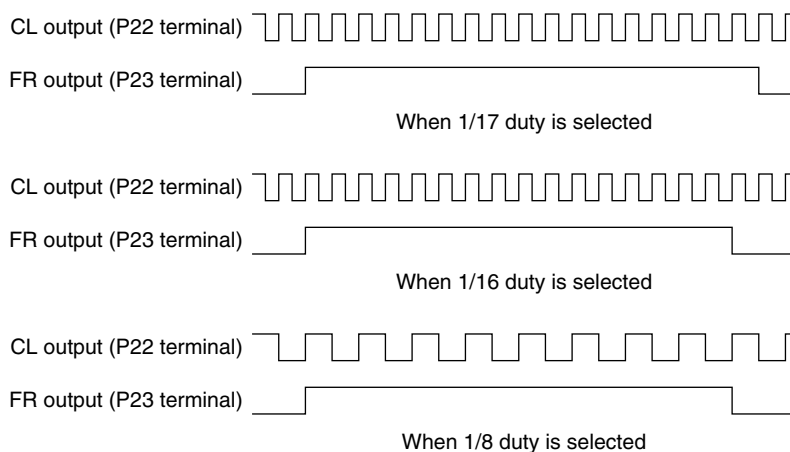 CL output (P22 terminal)
FR output (P23 terminal)
When 1/17 duty is selected
CL output (P22 terminal)
FR output (P23 terminal)
When 1/16 duty is selected
CL output (P22 terminal)
FR output (P23 terminal)
When 1/8 duty is selected